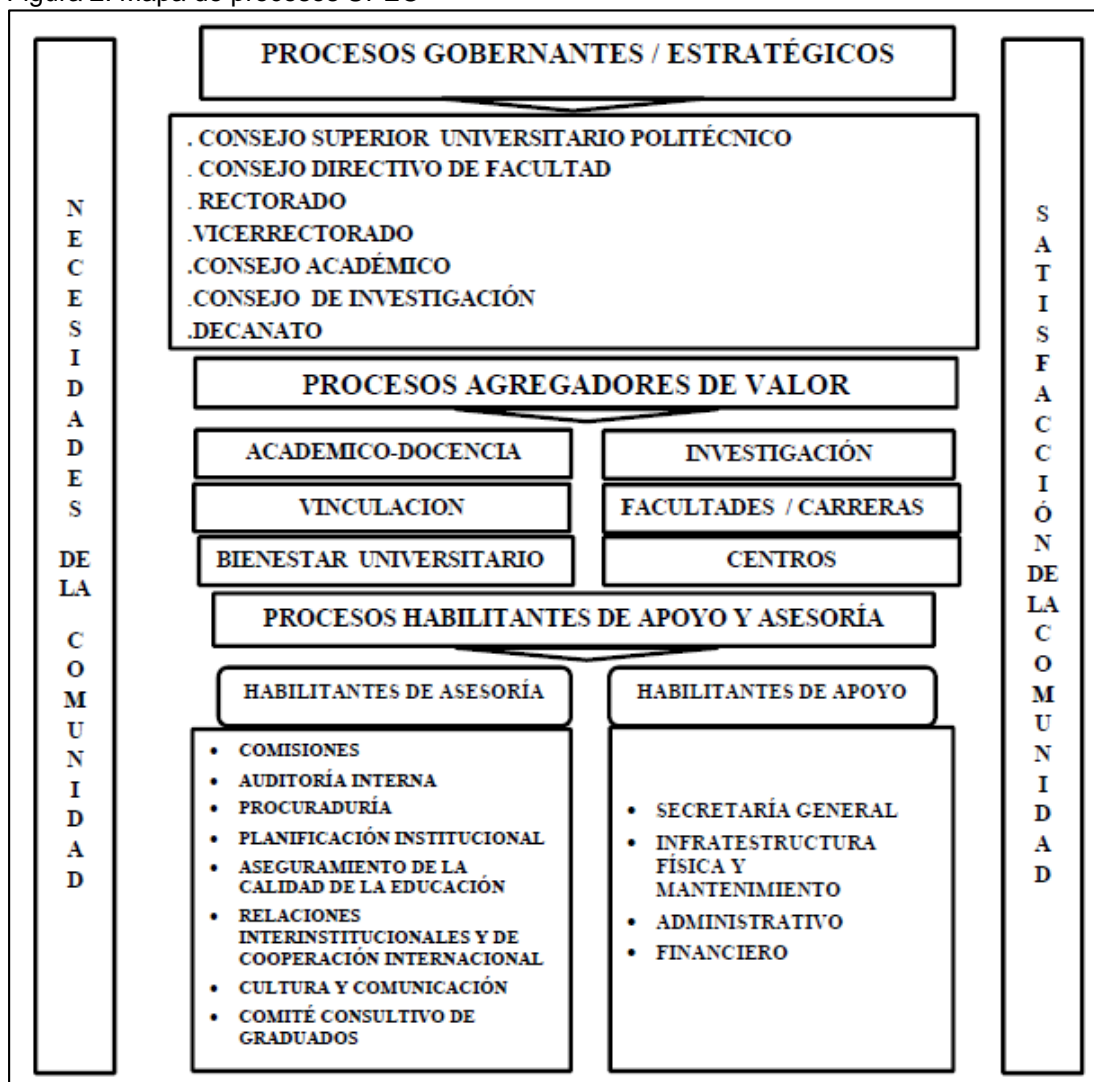 Figura 2. Mapa de procesos UPEC
PROCESOS GOBERNANTES / ESTRATÉGICOS
. CONSEJO SUPERIOR UNIVERSITARIO POLITÉCNICO
. CONSEJO DIRECTIVO DE FACULTAD
. RECTORADO
.VICERRECTORADO
.CONSEJO ACADÉMICO
.CONSEJO DE INVESTIGACIÓN
.DECANATO
NECESIDADES DE LA COMUNIDAD
SATISFACCIÓN DE LA COMUNIDAD
PROCESOS AGREGADORES DE VALOR
ACADEMICO-DOCENCIA
INVESTIGACIÓN
VINCULACION
FACULTADES / CARRERAS
BIENESTAR UNIVERSITARIO
CENTROS
PROCESOS HABILITANTES DE APOYO Y ASESORÍA
HABILITANTES DE ASESORÍA
• COMISIONES
• AUDITORÍA INTERNA
• PROCURADURÍA
• PLANIFICACIÓN INSTITUCIONAL
• ASEGURAMIENTO DE LA
CALIDAD DE LA EDUCACIÓN
• RELACIONES
INTERINSTITUCIONALES Y DE
COOPERACIÓN INTERNACIONAL
• CULTURA Y COMUNICACIÓN
• COMITÉ CONSULTIVO DE
GRADUADOS
HABILITANTES DE APOYO
• SECRETARÍA GENERAL
• INFRATESTRUCTURA
FÍSICA Y
MANTENIMIENTO
• ADMINISTRATIVO
• FINANCIERO